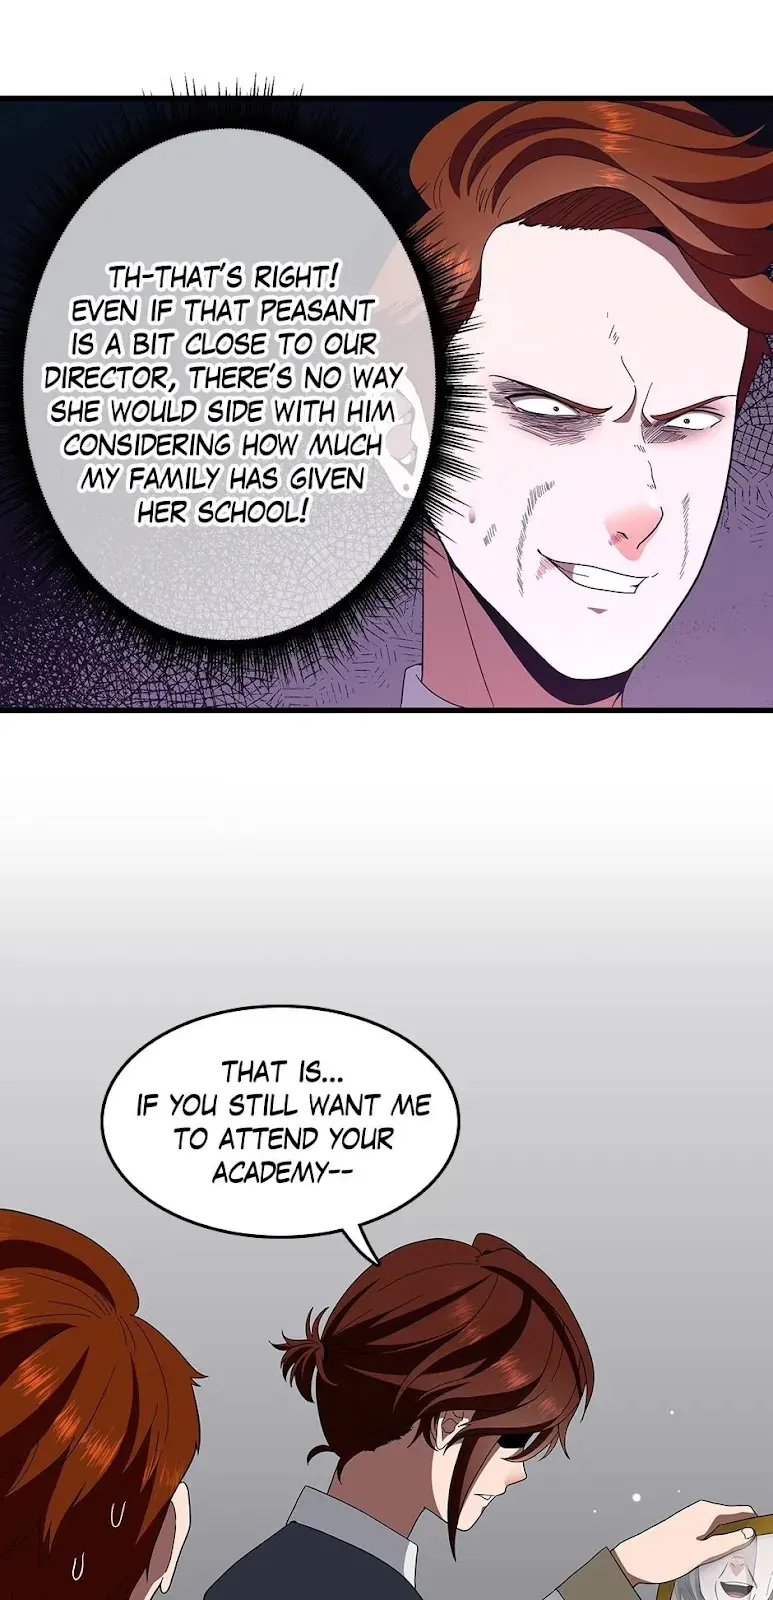 TH-THAT'S RIGHT!
EVEN IF THAT PEASANT
IS A BIT CLOSE TO OUR
DIRECTOR, THERE'S NO WAY
SHE WOULD SIDE WITH HIM
CONSIDERING HOW MUCH
MY FAMILY HAS GIVEN
HER SCHOOL!
THAT IS...
IF YOU STILL WANT ME
TO ATTEND YOUR
ACADEMY--